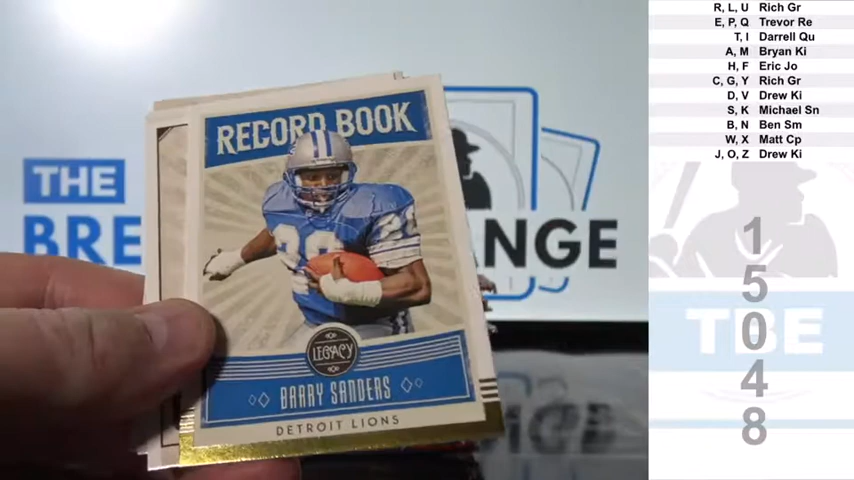 RECORD BOOK
LEGACY
BARRY SANDERS
DETROIT LIONS
THE
BRE
NGE
R, L, U Rich Gr
E, P, Q Trevor Re
T, I Darrell Qu
A, M Bryan Ki
H, F Eric Jo
C, G, Y Rich Gr
D, V Drew Ki
S, K Michael Sn
B, N Ben Sm
W, X Matt Cp
J, O, Z Drew Ki
TBE
1
5
0
4
8